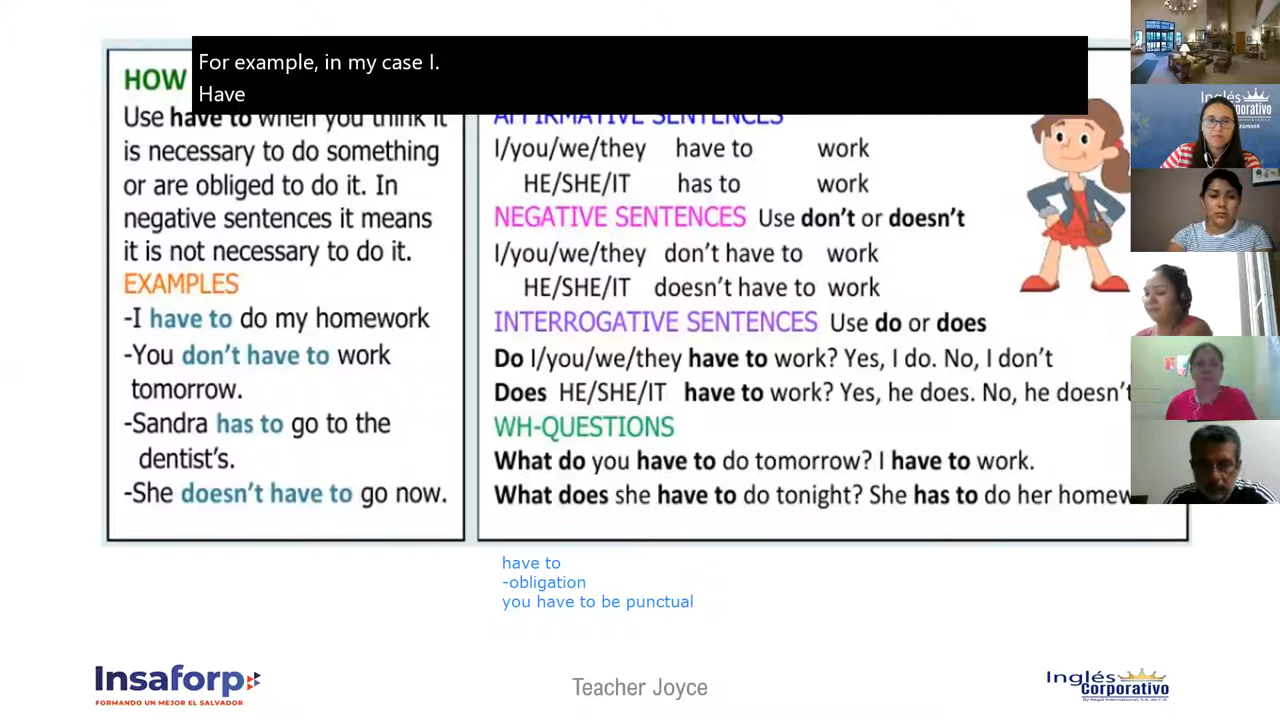 For example, in my case I.
Have
HOW
Use have to when you think it
is necessary to do something
or are obliged to do it. In
negative sentences it means
it is not necessary to do it.
EXAMPLES
-I have to do my homework
-You don't have to work
tomorrow.
-Sandra has to go to the
dentist's.
-She doesn't have to go now.
AFFIRMATIVE SENTENCES
I/you/we/they have to work
HE/SHE/IT has to work
NEGATIVE SENTENCES Use don't or doesn't
I/you/we/they don't have to work
HE/SHE/IT doesn't have to work
INTERROGATIVE SENTENCES Use do or does
Do I/you/we/they have to work? Yes, I do. No, I don't
Does HE/SHE/IT have to work? Yes, he does. No, he doesn't
WH-QUESTIONS
What do you have to do tomorrow? I have to work.
What does she have to do tonight? She has to do her homew
have to
-obligation
you have to be punctual
Inglés
Corporativo
Insaforp
FORMANDO UN MEJOR EL SALVADOR
Teacher Joyce
Inglés
Corporativo
By Regal International, S.A. de C.V.